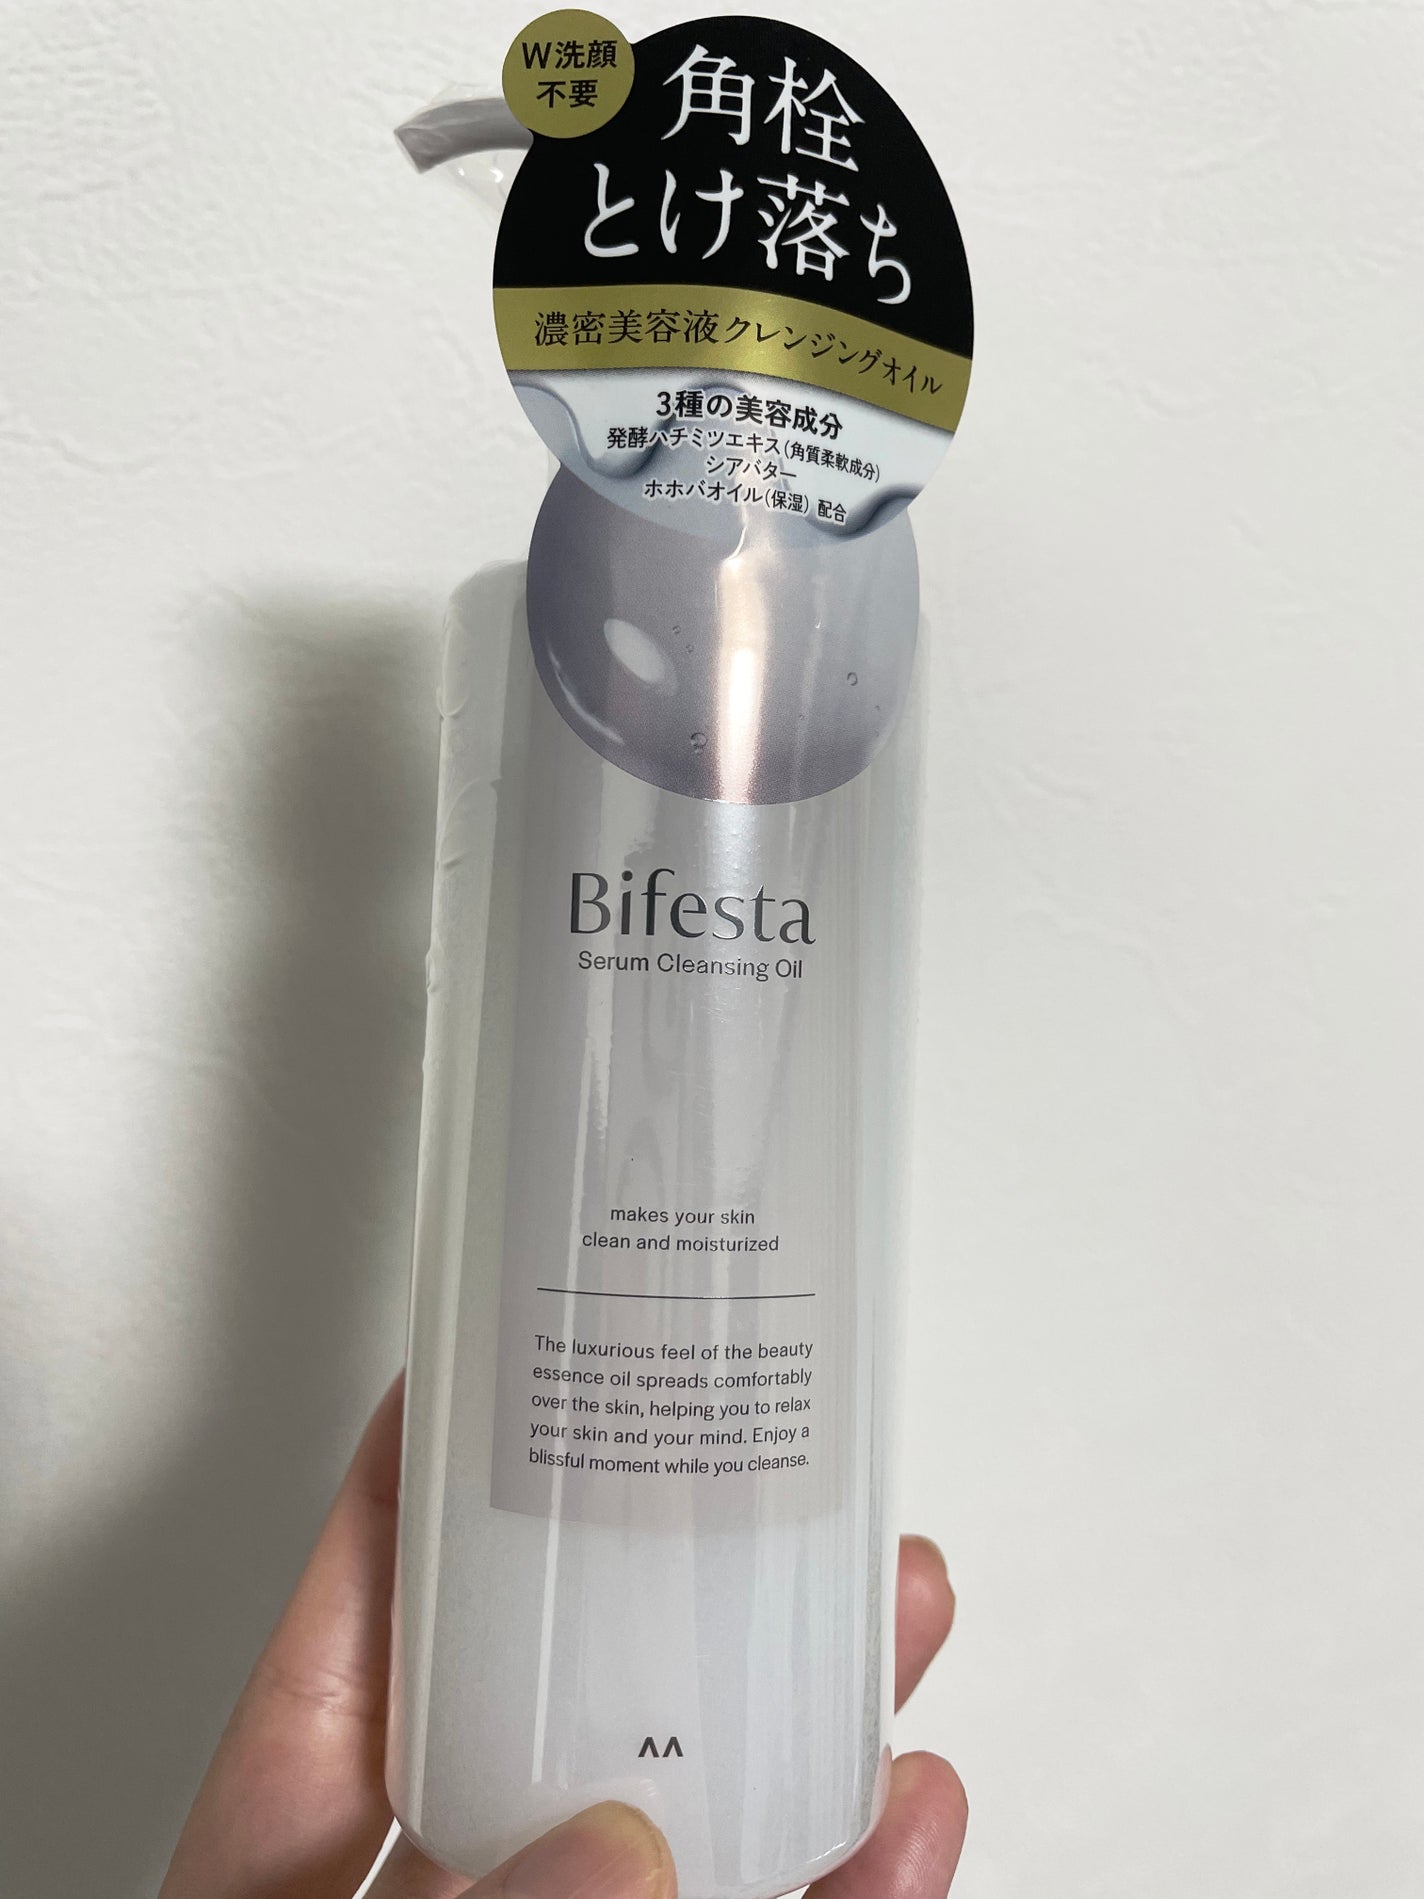 W洗顔
不要
角栓
とけ落ち
濃密美容液クレンジングオイル
3種の美容成分
発酵ハチミツエキス(角質柔軟成分)
シアバター
ホホバオイル(保湿) 配合
Bifesta
Serum Cleansing Oil
makes your skin
clean and moisturized
The luxurious feel of the beauty
essence oil spreads comfortably
over the skin, helping you to relax
your skin and your mind. Enjoy a
blissful moment while you cleanse.